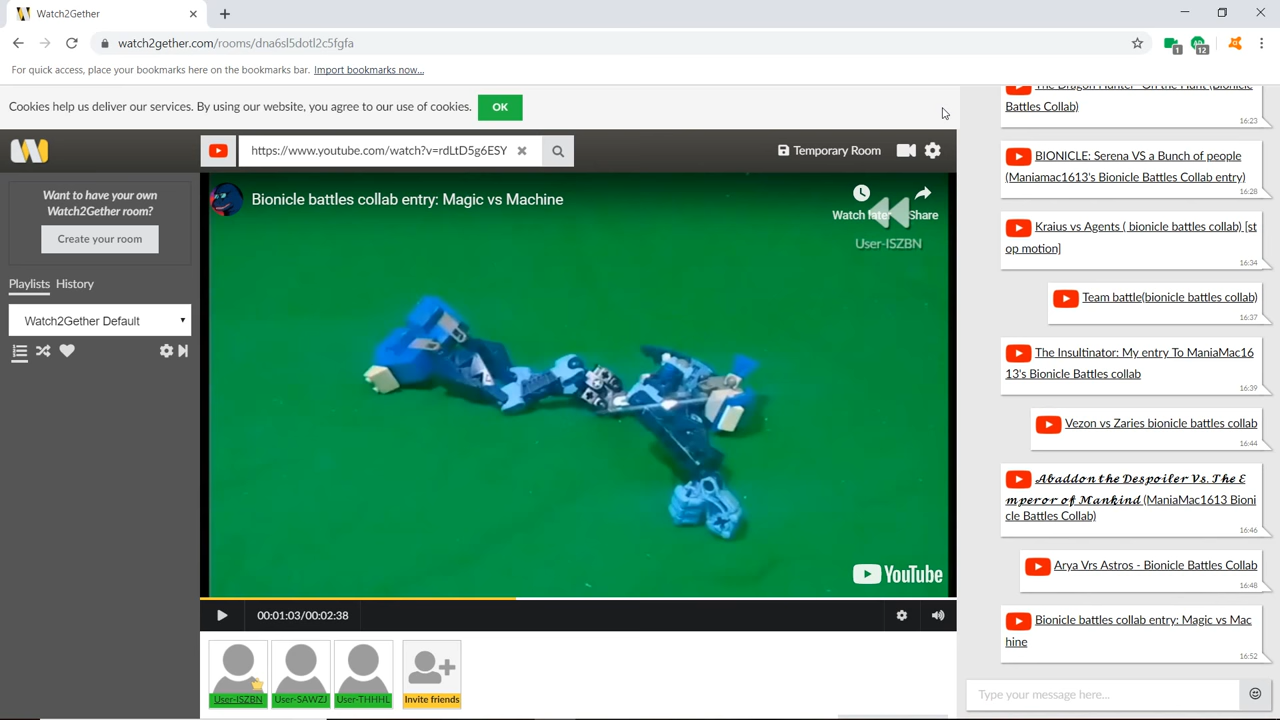 Watch2Gether
watch2gether.com/rooms/dna6sl5dotl2c5fgfa
1
12
For quick access, place your bookmarks here on the bookmarks bar. Import bookmarks now...
Cookies help us deliver our services. By using our website, you agree to our use of cookies. OK
https://www.youtube.com/watch?v=rdLtD5g6ESY
Temporary Room
Want to have your own
Watch2Gether room?
Create your room
Playlists History
Watch2Gether Default
Bionicle battles collab entry: Magic vs Machine
Watch later Share
User-ISZBN
YouTube
00:01:03/00:02:38
User-ISZBN User-SAWZJ User-THHHL Invite friends
The Dragon Hunter- On the Hunt (Bionicle
Battles Collab)
16:23
BIONICLE: Serena VS a Bunch of people
(Maniamac1613's Bionicle Battles Collab entry)
16:28
Kraius vs Agents ( bionicle battles collab) [st
op motion]
16:34
Team battle(bionicle battles collab)
16:37
The Insultinator: My entry To ManiaMac16
13's Bionicle Battles collab
16:39
Vezon vs Zaries bionicle battles collab
16:44
𝓐𝓫𝓪𝓭𝓭𝓸𝓷 𝓽𝓱𝓮 𝓓𝓮𝓼𝓹𝓸𝓲𝓵𝓮𝓻 𝓥𝓼. 𝓣𝓱𝓮 𝓔
𝓶𝓹𝓮𝓻𝓸𝓻 𝓸𝓯 𝓜𝓪𝓷𝓴𝓲𝓷𝓭 (ManiaMac1613 Bioni
cle Battles Collab)
16:46
Arya Vrs Astros - Bionicle Battles Collab
16:48
Bionicle battles collab entry: Magic vs Mac
hine
16:52
Type your message here...